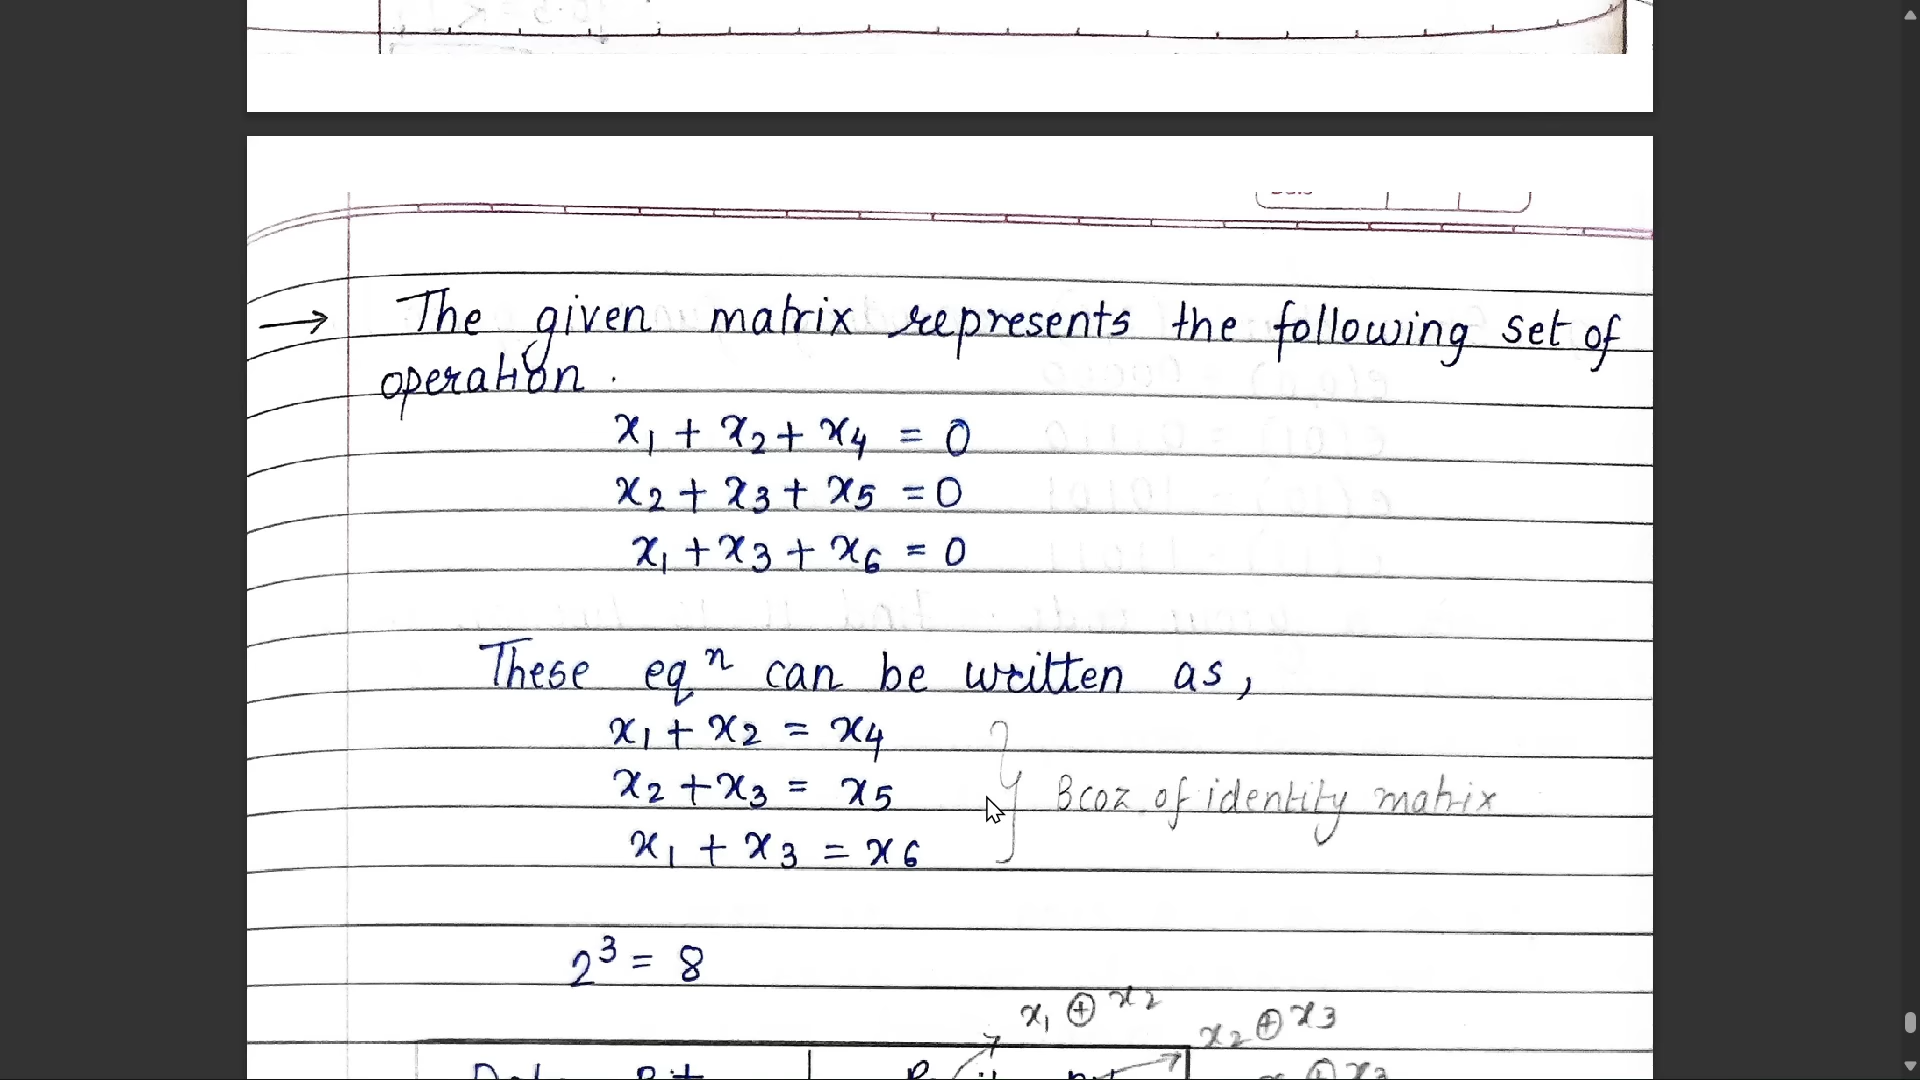 → The given matrix represents the following set of
operation.
x₁ + x₂ + x₄ = 0
x₂ + x₃ + x₅ = 0
x₁ + x₃ + x₆ = 0
These eqⁿ can be written as,
x₁ + x₂ = x₄
x₂ + x₃ = x₅ } Bcoz of identity matrix
x₁ + x₃ = x₆
2³ = 8
x₁ ⊕ x₂
x₂ ⊕ x₃